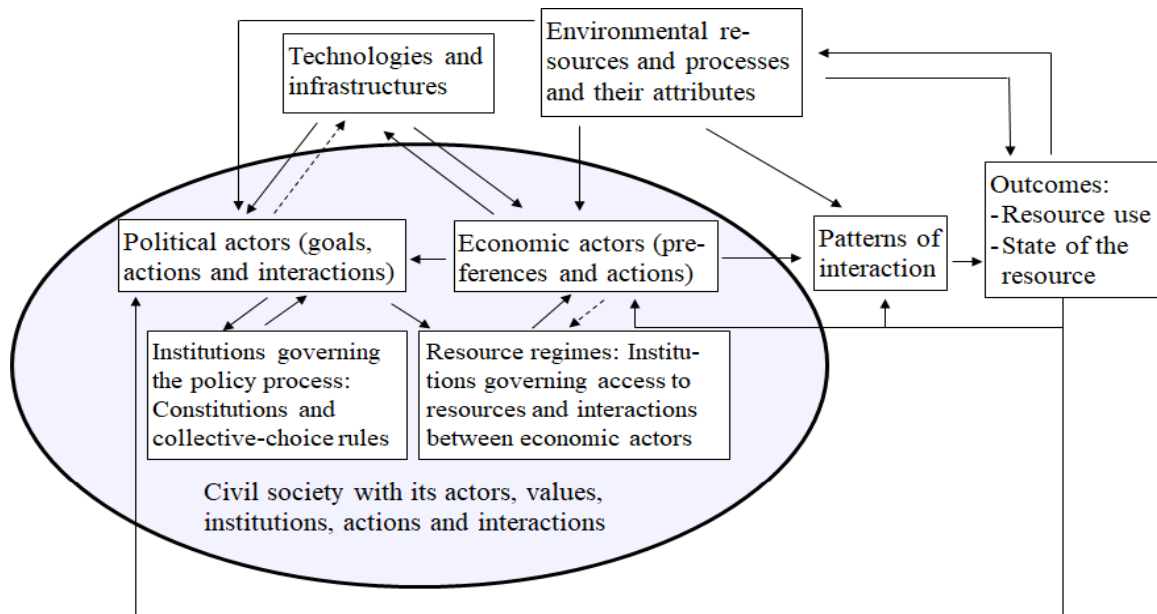 Technologies and
infrastructures
Environmental re-
sources and processes
and their attributes
Political actors (goals,
actions and interactions)
Economic actors (pre-
ferences and actions)
Patterns of
interaction
Outcomes:
-Resource use
-State of the
resource
Institutions governing
the policy process:
Constitutions and
collective-choice rules
Resource regimes: Institu-
tions governing access to
resources and interactions
between economic actors
Civil society with its actors, values,
institutions, actions and interactions